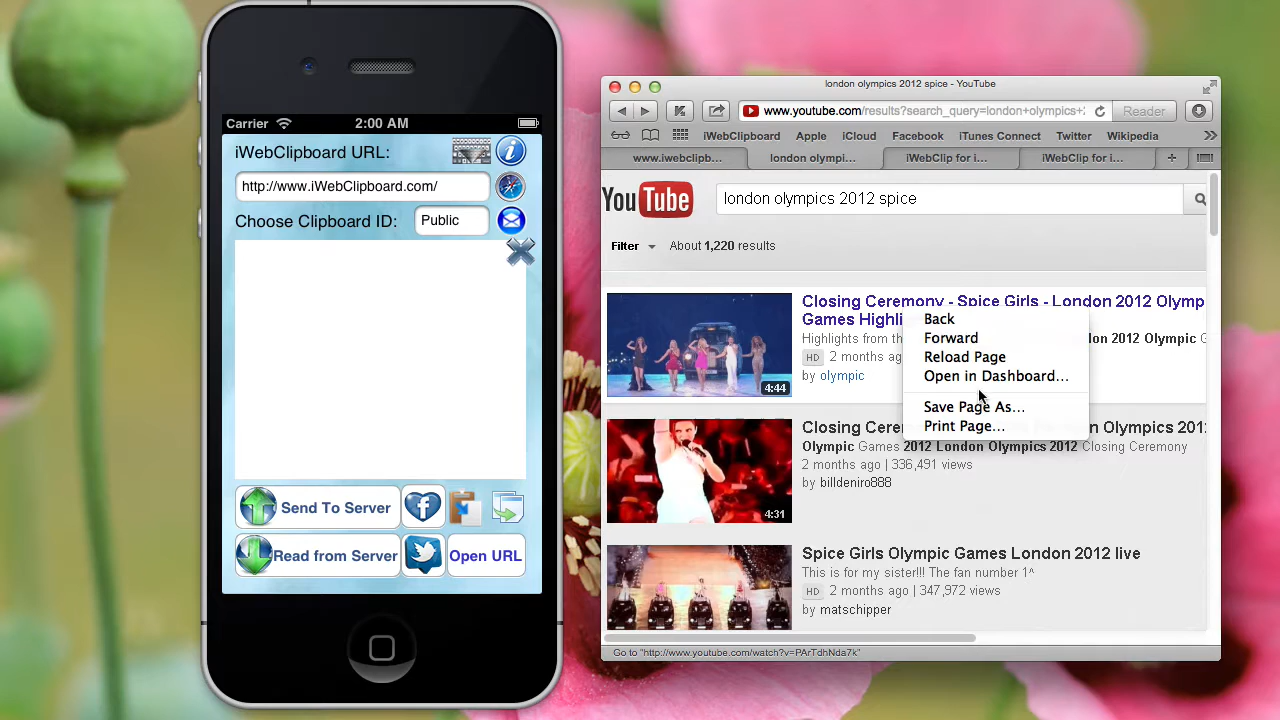 Carrier
2:00 AM
iWebClipboard URL:
http://www.iWebClipboard.com/
Choose Clipboard ID:
Public
Send To Server
Read from Server
Open URL
london olympics 2012 spice - YouTube
www.youtube.com/results?search_query=london+olympics+
Reader
iWebClipboard
Apple
iCloud
Facebook
iTunes Connect
Twitter
Wikipedia
www.iwebclipb...
london olympi...
iWebClip for i...
iWebClip for i...
YouTube
london olympics 2012 spice
Filter
About 1,220 results
Closing Ceremony - Spice Girls - London 2012 Olymp
Games Highli
Highlights from th
lon 2012 Olympic G
HD 2 months ag
by olympic
4:44
Back
Forward
Reload Page
Open in Dashboard...
Save Page As...
Print Page...
Closing Cere
Olympics 201
Olympic Games 2012 London Olympics 2012 Closing Ceremony
2 months ago | 336,491 views
by billdeniro888
4:31
Spice Girls Olympic Games London 2012 live
This is for my sister!!! The fan number 1^
HD 2 months ago | 347,972 views
by matschipper
Go to "http://www.youtube.com/watch?v=PArTdhNda7k"